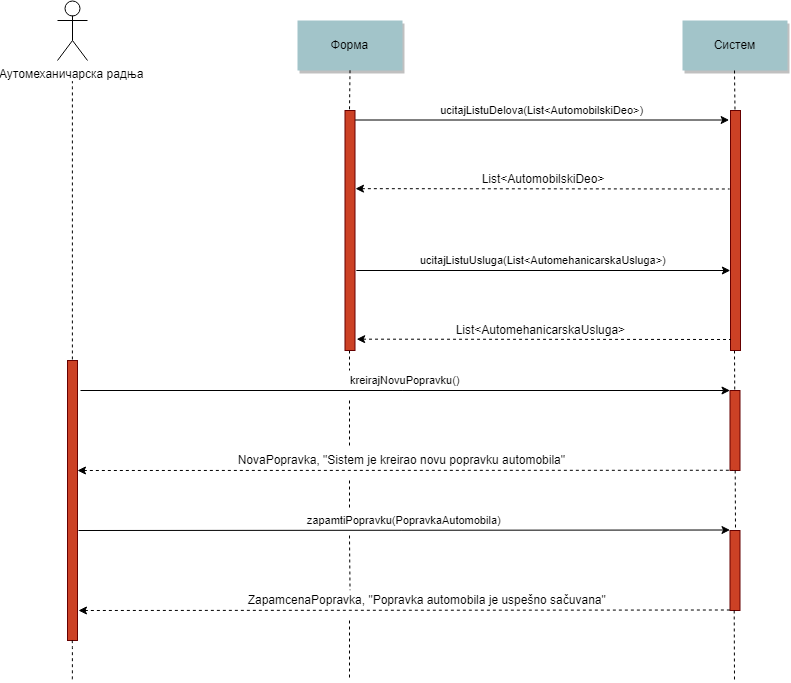 Форма
Систем
Аутомеханичарска радња
ucitajListuDelova(List<AutomobilskiDeo>)
List<AutomobilskiDeo>
ucitajListuUsluga(List<AutomehanicarskaUsluga>)
List<AutomehanicarskaUsluga>
kreirajNovuPopravku()
NovaPopravka, "Sistem je kreirao novu popravku automobila"
zapamtiPopravku(PopravkaAutomobila)
ZapamcenaPopravka, "Popravka automobila je uspešno sačuvana"